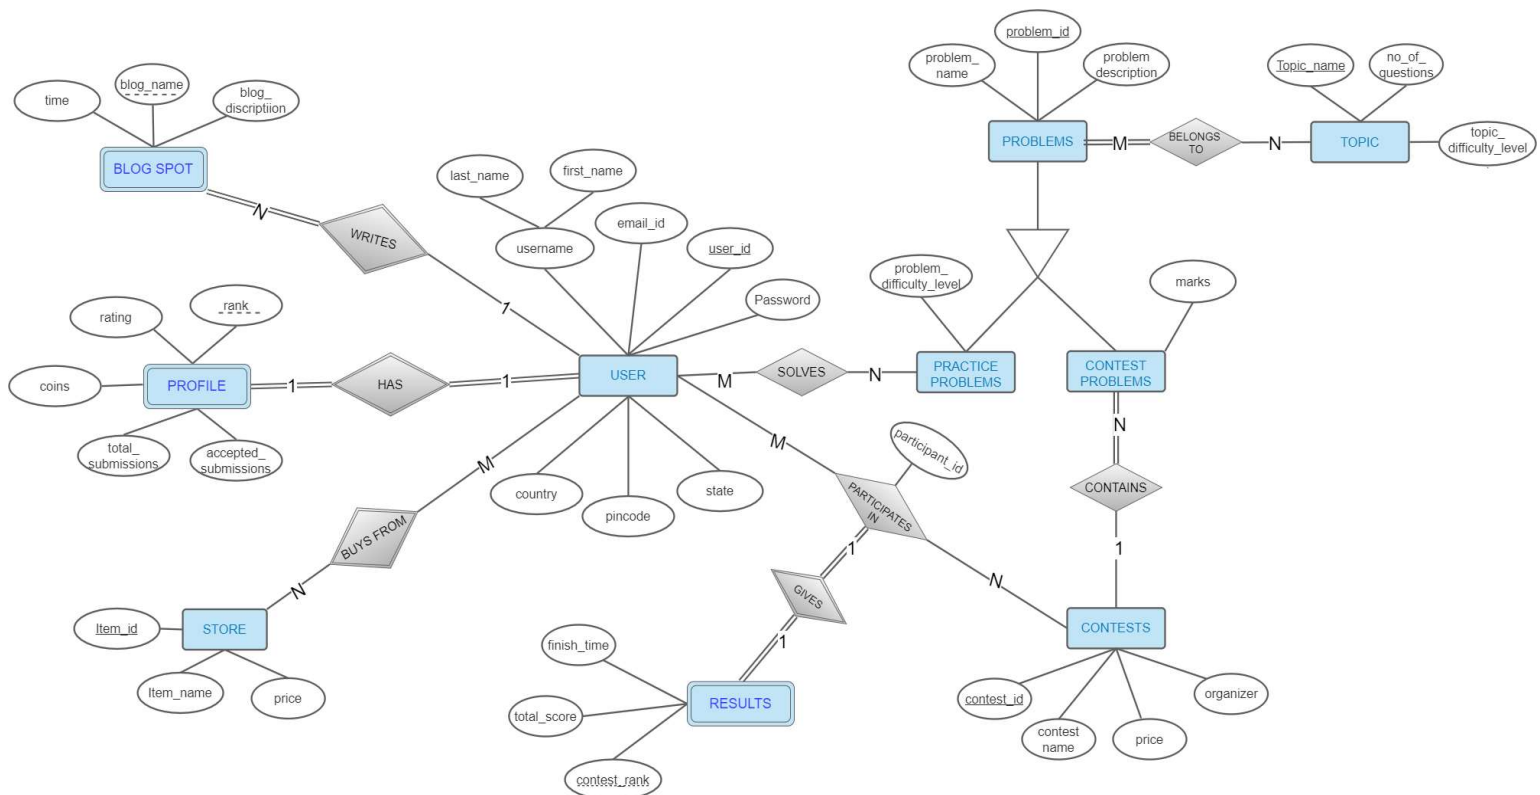 problem_id
problem_
name
problem
description
Topic_name
no_of_
questions
time
blog_name
blog_
discriptiion
PROBLEMS
M
BELONGS
TO
N
TOPIC
topic_
difficulty_level
BLOG SPOT
last_name
first_name
N
WRITES
username
email_id
user_id
problem_
difficulty_level
marks
Password
1
rating
rank
coins
PROFILE
1
HAS
1
USER
M
SOLVES
N
PRACTICE
PROBLEMS
CONTEST
PROBLEMS
total_
submissions
accepted_
submissions
M
country
pincode
state
M
participant_id
N
CONTAINS
PARTICIPATES
IN
BUYS FROM
1
1
N
GIVES
N
Item_id
STORE
CONTESTS
1
finish_time
Item_name
price
total_score
RESULTS
contest_id
organizer
contest
name
price
contest_rank